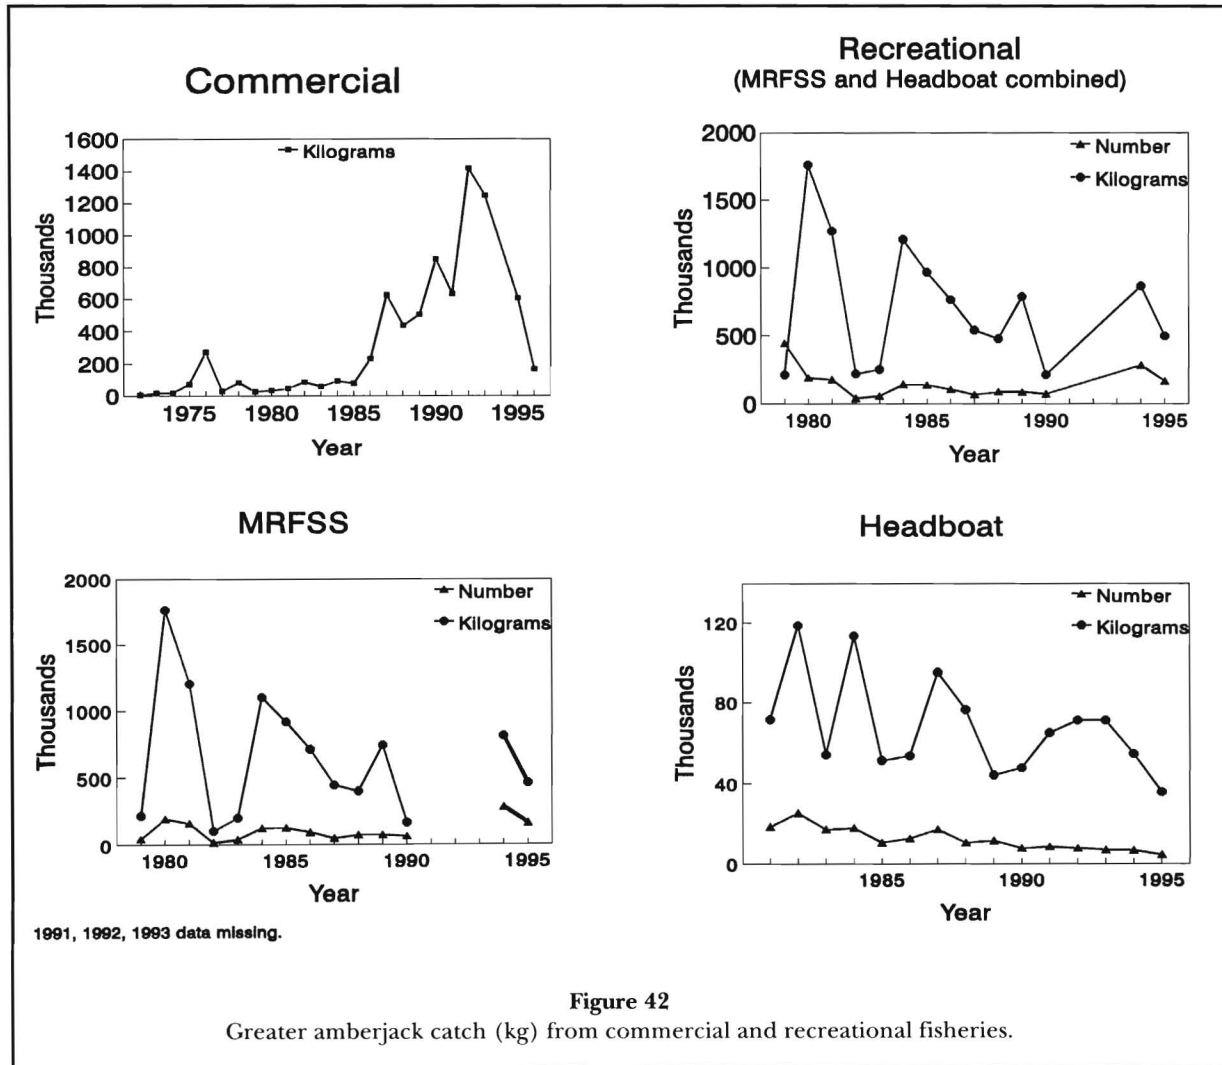 Commercial
1600
1400
1200
1000
800
600
400
200
0
Thousands
Kilograms
1975 1980 1985 1990 1995
Year
Recreational
(MRFSS and Headboat combined)
2000
1500
1000
500
0
Thousands
Number
Kilograms
1980 1985 1990 1995
Year
MRFSS
2000
1500
1000
500
0
Thousands
Number
Kilograms
1980 1985 1990 1995
Year
1991, 1992, 1993 data missing.
Headboat
120
80
40
0
Thousands
Number
Kilograms
1985 1990 1995
Year
Figure 42
Greater amberjack catch (kg) from commercial and recreational fisheries.